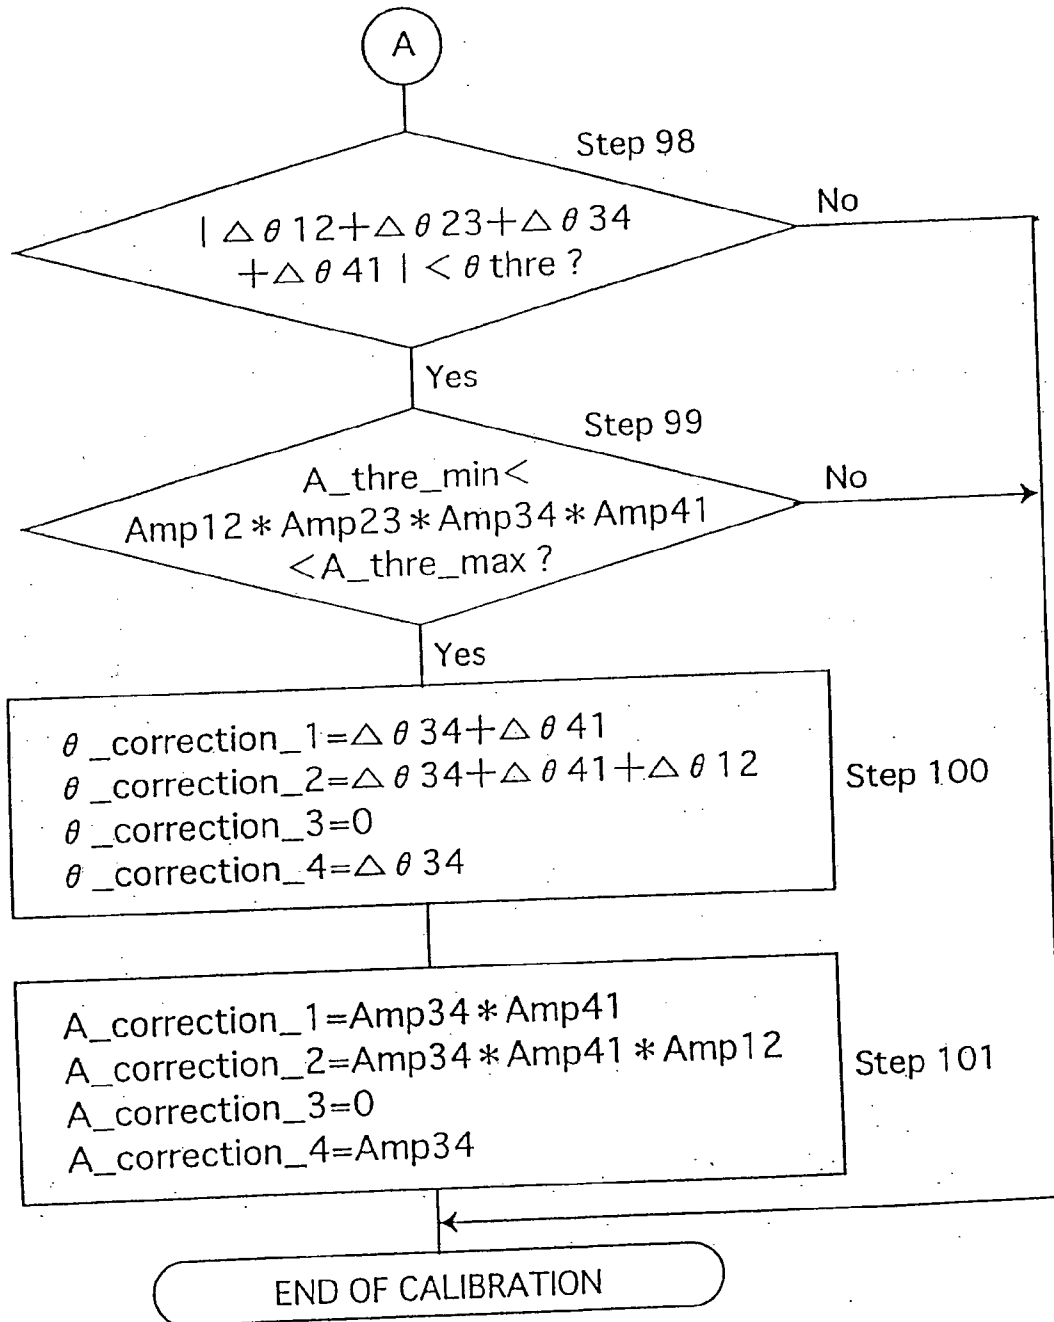 A
Step 98
| △θ12+△θ23+△θ34
+△θ41 | <θthre ?
No
Yes
Step 99
A_thre_min<
Amp12*Amp23*Amp34*Amp41
<A_thre_max ?
No
Yes
θ_correction_1=△θ34+△θ41
θ_correction_2=△θ34+△θ41+△θ12
θ_correction_3=0
θ_correction_4=△θ34
Step 100
A_correction_1=Amp34*Amp41
A_correction_2=Amp34*Amp41*Amp12
A_correction_3=0
A_correction_4=Amp34
Step 101
END OF CALIBRATION